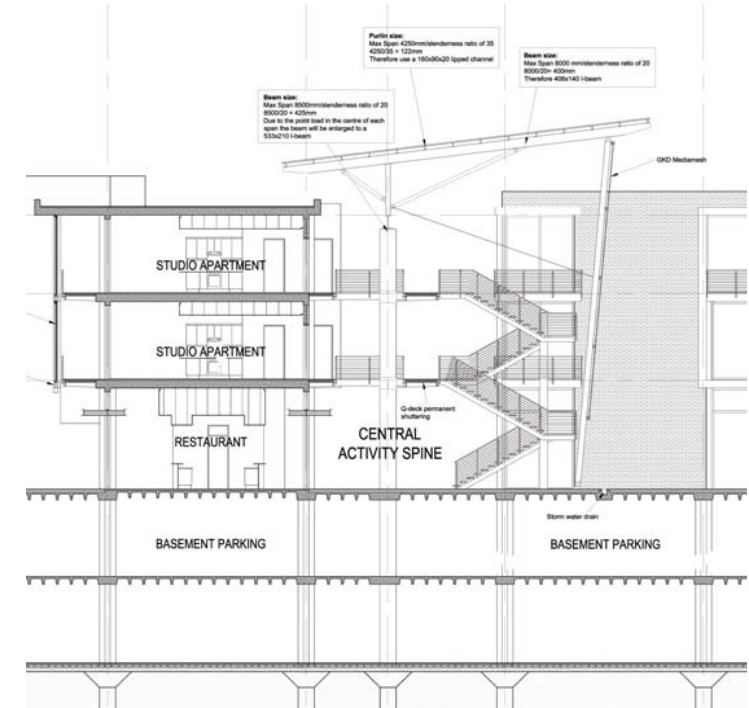 Purlin size:
Max Span 4250mm/slenderness ratio of 35
4250/35 = 122mm
Therefore use a 160x90x20 lipped channel
Beam size:
Max Span 8000 mm/slenderness ratio of 20
8000/20= 400mm
Therefore 406x140 I-beam
Beam size:
Max Span 8500mm/slenderness ratio of 20
8500/20 = 425mm
Due to the point load in the centre of each
span the beam will be enlarged to a
533x210 I-beam
GKD Mediamesh
STUDIO APARTMENT
STUDIO APARTMENT
Q-deck permanent
shuttering
RESTAURANT
CENTRAL
ACTIVITY SPINE
Storm water drain
BASEMENT PARKING
BASEMENT PARKING